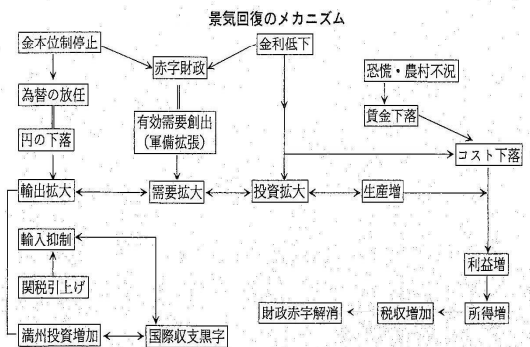 景気回復のメカニズム
金本位制停止
赤字財政
金利低下
恐慌・農村不況
為替の放任
有効需要創出
(軍備拡張)
賃金下落
円の下落
コスト下落
輸出拡大
需要拡大
投資拡大
生産増
輸入抑制
利益増
関税引上げ
財政赤字解消
税収増加
所得増
満州投資増加
国際収支黒字